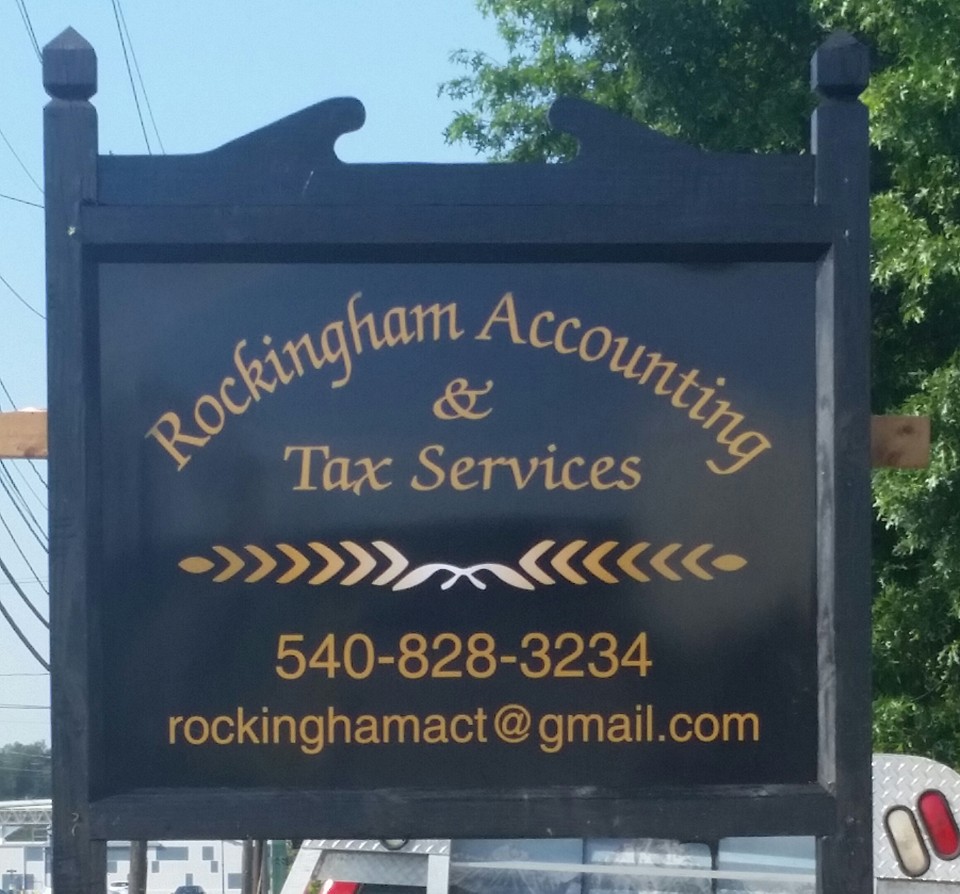 Rockingham Accounting
&
Tax Services
540-828-3234
rockinghamact@gmail.com